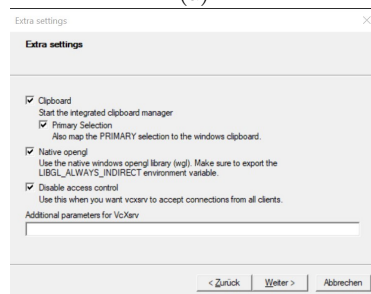 Extra settings
Extra settings
Clipboard
Start the integrated clipboard manager
Primary Selection
Also map the PRIMARY selection to the windows clipboard.
Native opengl
Use the native windows opengl library (wgl). Make sure to export the
LIBGL_ALWAYS_INDIRECT environment variable.
Disable access control
Use this when you want vcxsrv to accept connections from all clients.
Additional parameters for VcXsrv
< Zurück Weiter > Abbrechen